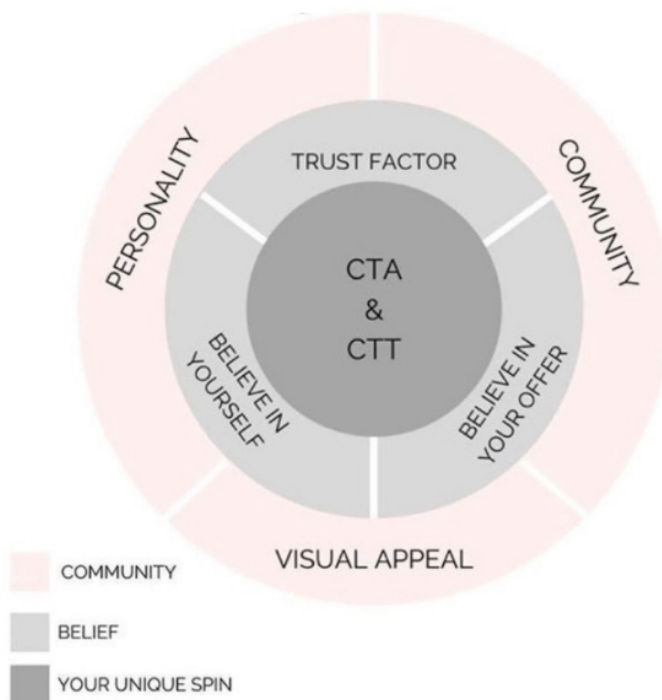 PERSONALITY
COMMUNITY
TRUST FACTOR
CTA
&
CTT
BELIEVE IN
YOURSELF
BELIEVE IN
YOUR OFFER
VISUAL APPEAL
COMMUNITY
BELIEF
YOUR UNIQUE SPIN